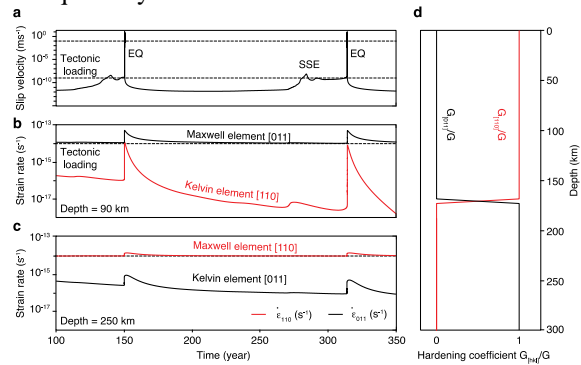 a
Slip velocity (ms⁻¹)
10⁰
10⁻⁵
10⁻¹⁰
Tectonic
loading
EQ
SSE
EQ
b
Strain rate (s⁻¹)
10⁻¹³
10⁻¹⁵
10⁻¹⁷
Maxwell element [011]
Tectonic
loading
Kelvin element [110]
Depth = 90 km
c
Strain rate (s⁻¹)
10⁻¹³
10⁻¹⁵
10⁻¹⁷
Maxwell element [110]
Kelvin element [011]
ε̇₁₁₀ (s⁻¹)
ε̇₀₁₁ (s⁻¹)
Depth = 250 km
100 150 200 250 300 350
Time (year)
d
G[011]/G
G[110]/G
0
50
100
150
200
250
300
Depth (km)
0 1
Hardening coefficient G[hkl]/G